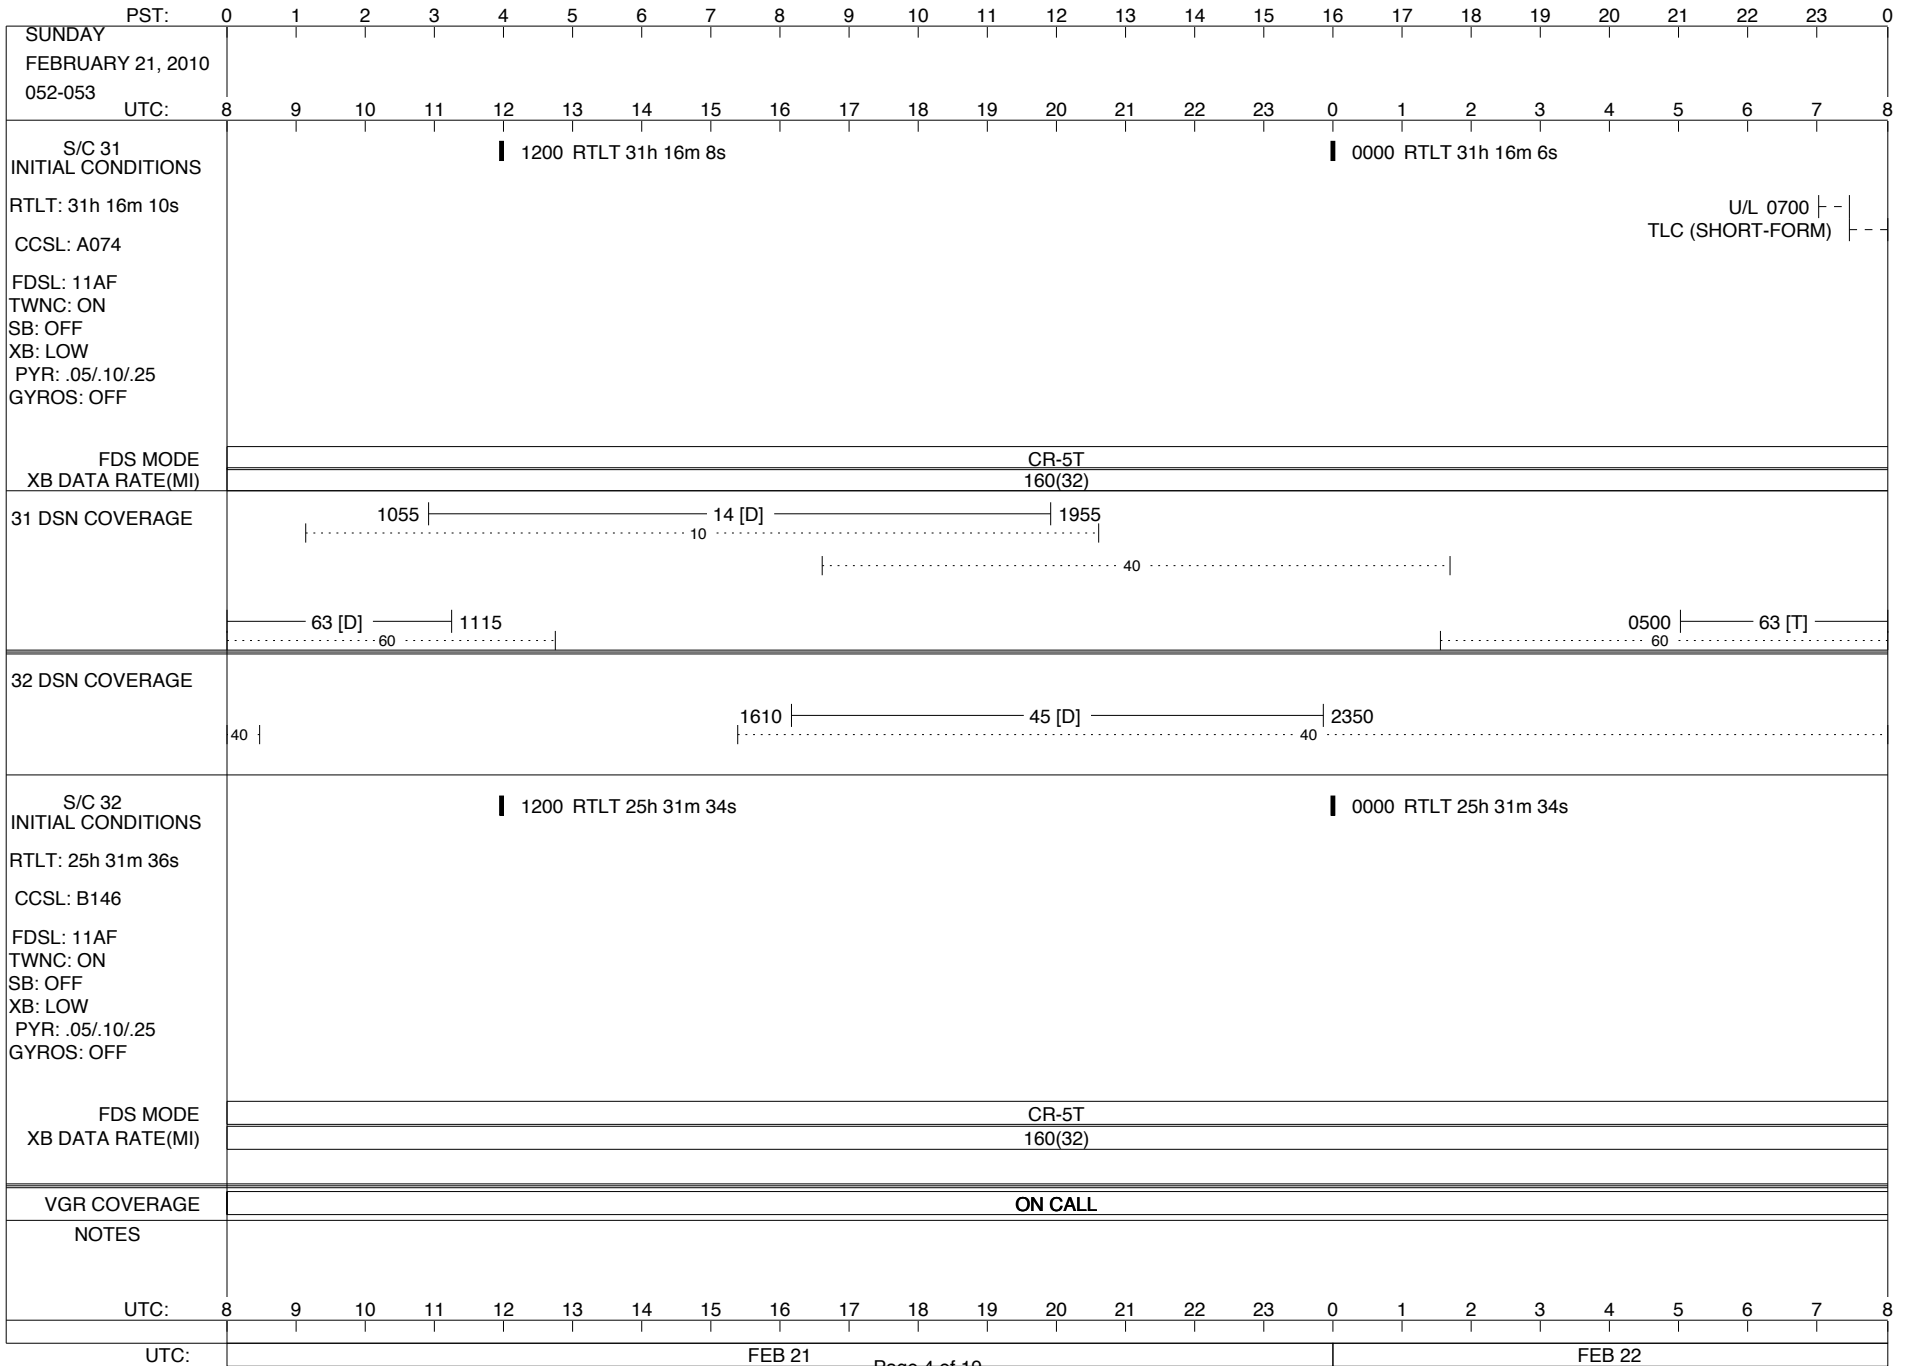 PST: 0 1 2 3 4 5 6 7 8 9 10 11 12 13 14 15 16 17 18 19 20 21 22 23 0
SUNDAY
FEBRUARY 21, 2010
052-053
UTC: 8 9 10 11 12 13 14 15 16 17 18 19 20 21 22 23 0 1 2 3 4 5 6 7 8
S/C 31
INITIAL CONDITIONS
1200 RTLT 31h 16m 8s
0000 RTLT 31h 16m 6s
RTLT: 31h 16m 10s
U/L 0700
TLC (SHORT-FORM)
CCSL: A074
FDSL: 11AF
TWNC: ON
SB: OFF
XB: LOW
PYR: .05/.10/.25
GYROS: OFF
FDS MODE CR-5T
XB DATA RATE(MI) 160(32)
31 DSN COVERAGE
1055 14 [D] 1955
10
40
63 [D] 1115
0500 63 [T]
60
60
32 DSN COVERAGE
1610 45 [D] 2350
40
40
S/C 32
INITIAL CONDITIONS
1200 RTLT 25h 31m 34s
0000 RTLT 25h 31m 34s
RTLT: 25h 31m 36s
CCSL: B146
FDSL: 11AF
TWNC: ON
SB: OFF
XB: LOW
PYR: .05/.10/.25
GYROS: OFF
FDS MODE CR-5T
XB DATA RATE(MI) 160(32)
VGR COVERAGE ON CALL
NOTES
UTC: 8 9 10 11 12 13 14 15 16 17 18 19 20 21 22 23 0 1 2 3 4 5 6 7 8
UTC: FEB 21 FEB 22
Page 4 of 19